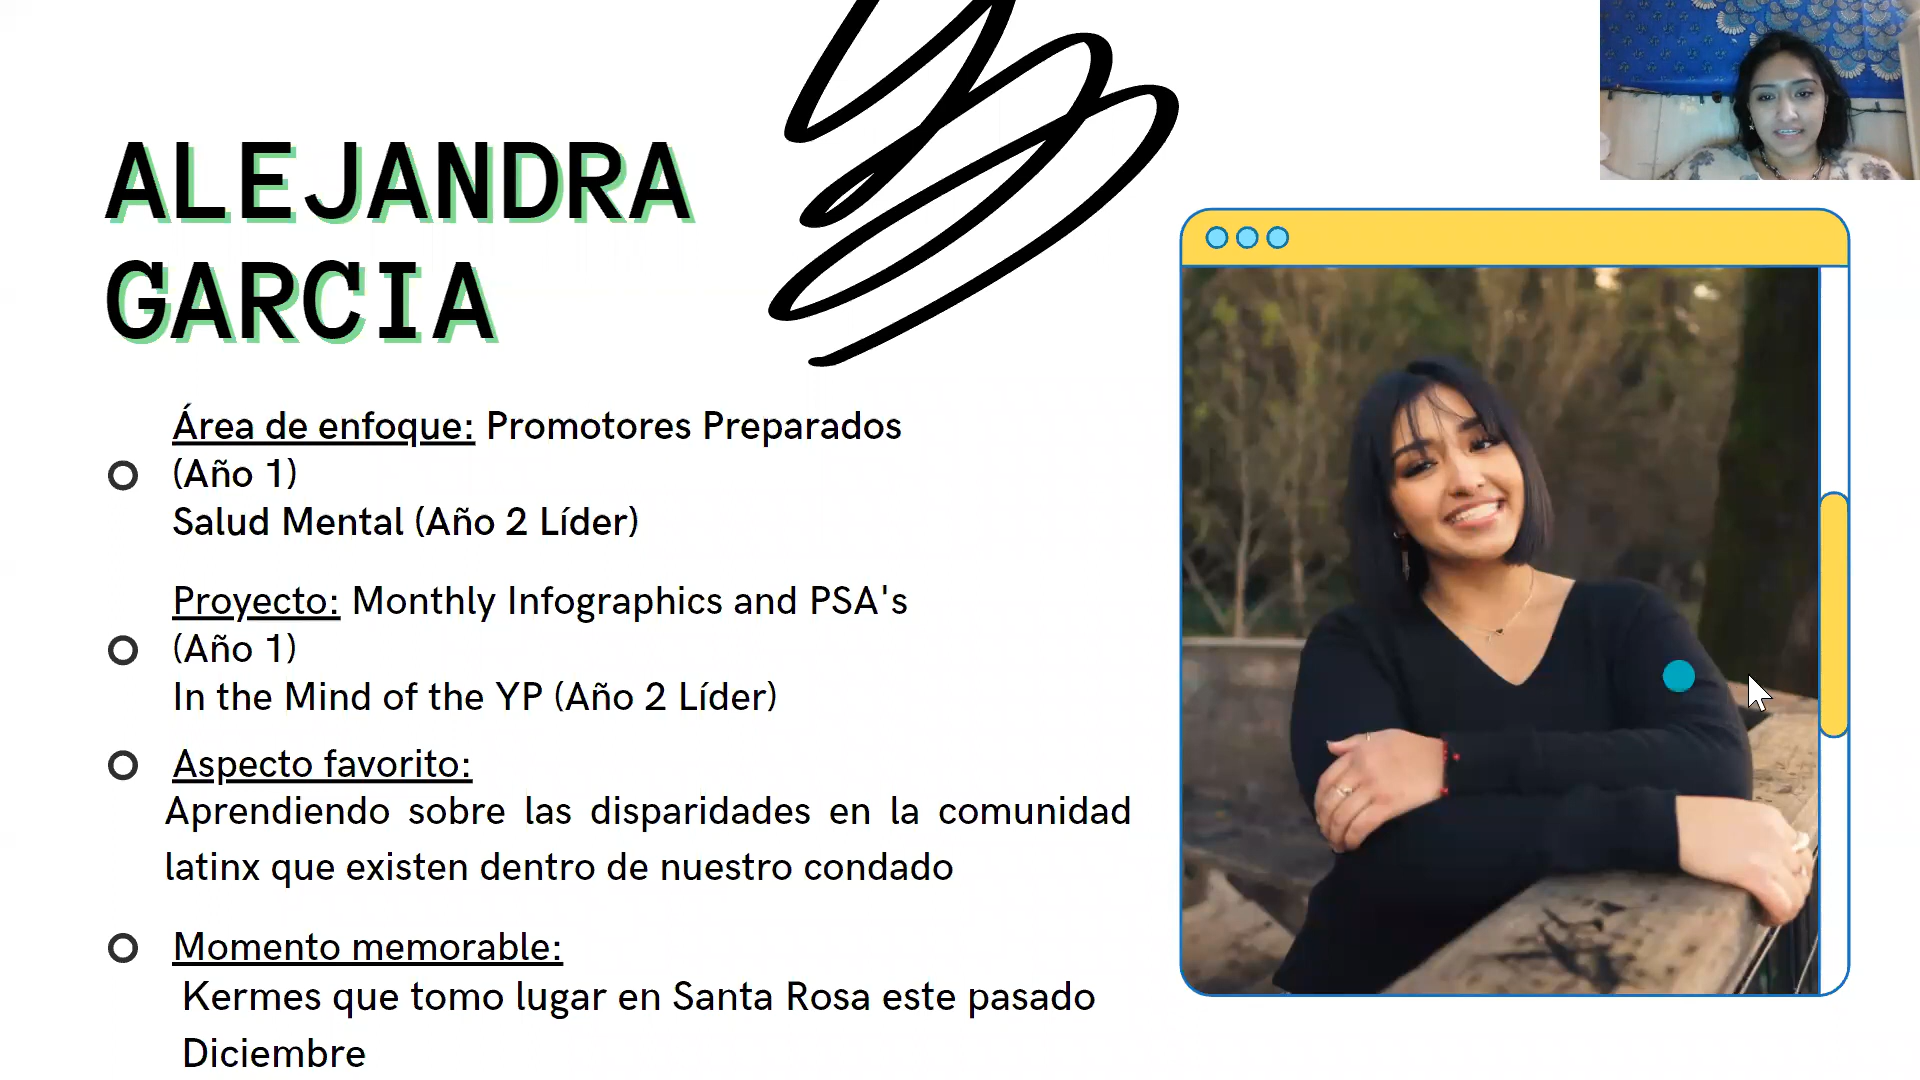 ALEJANDRA
GARCIA
Área de enfoque: Promotores Preparados
(Año 1)
Salud Mental (Año 2 Líder)
Proyecto: Monthly Infographics and PSA's
(Año 1)
In the Mind of the YP (Año 2 Líder)
Aspecto favorito:
Aprendiendo sobre las disparidades en la comunidad
latinx que existen dentro de nuestro condado
Momento memorable:
Kermes que tomo lugar en Santa Rosa este pasado
Diciembre